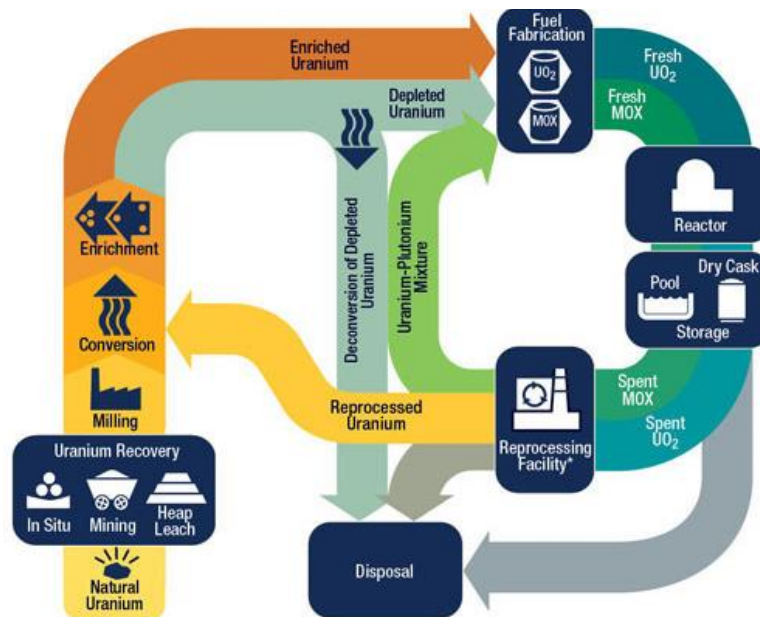 Fuel
Fabrication
UO2
MOX
Enriched
Uranium
Depleted
Uranium
Fresh
UO2
Fresh
MOX
Reactor
Dry Cask
Pool
Storage
Enrichment
Conversion
Milling
Deconversion of Depleted
Uranium
Uranium-Plutonium
Mixture
Reprocessed
Uranium
Reprocessing
Facility*
Spent
MOX
Spent
UO2
Uranium Recovery
In Situ
Mining
Heap
Leach
Natural
Uranium
Disposal